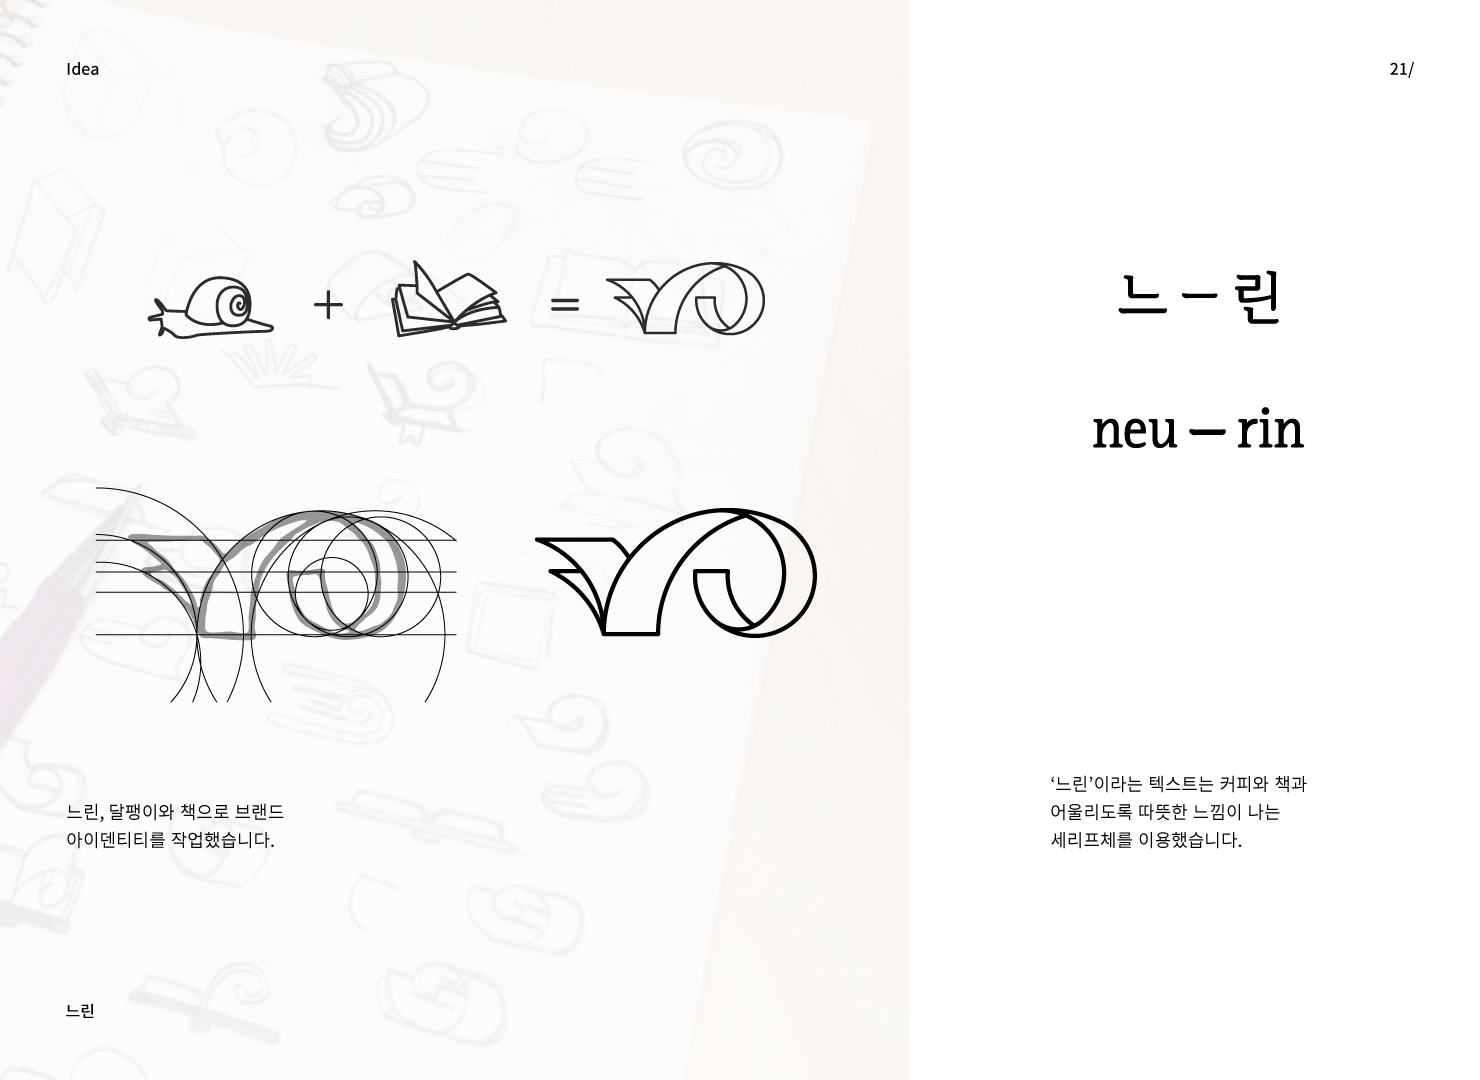 Idea
21/
+
=
느 – 린
neu – rin
느린, 달팽이와 책으로 브랜드
아이덴티티를 작업했습니다.
‘느린’이라는 텍스트는 커피와 책과
어울리도록 따뜻한 느낌이 나는
세리프체를 이용했습니다.
느린